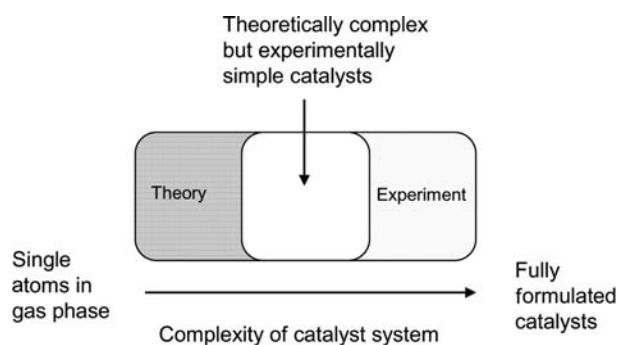 Theoretically complex
but experimentally
simple catalysts
Theory
Experiment
Single
atoms in
gas phase
Fully
formulated
catalysts
Complexity of catalyst system